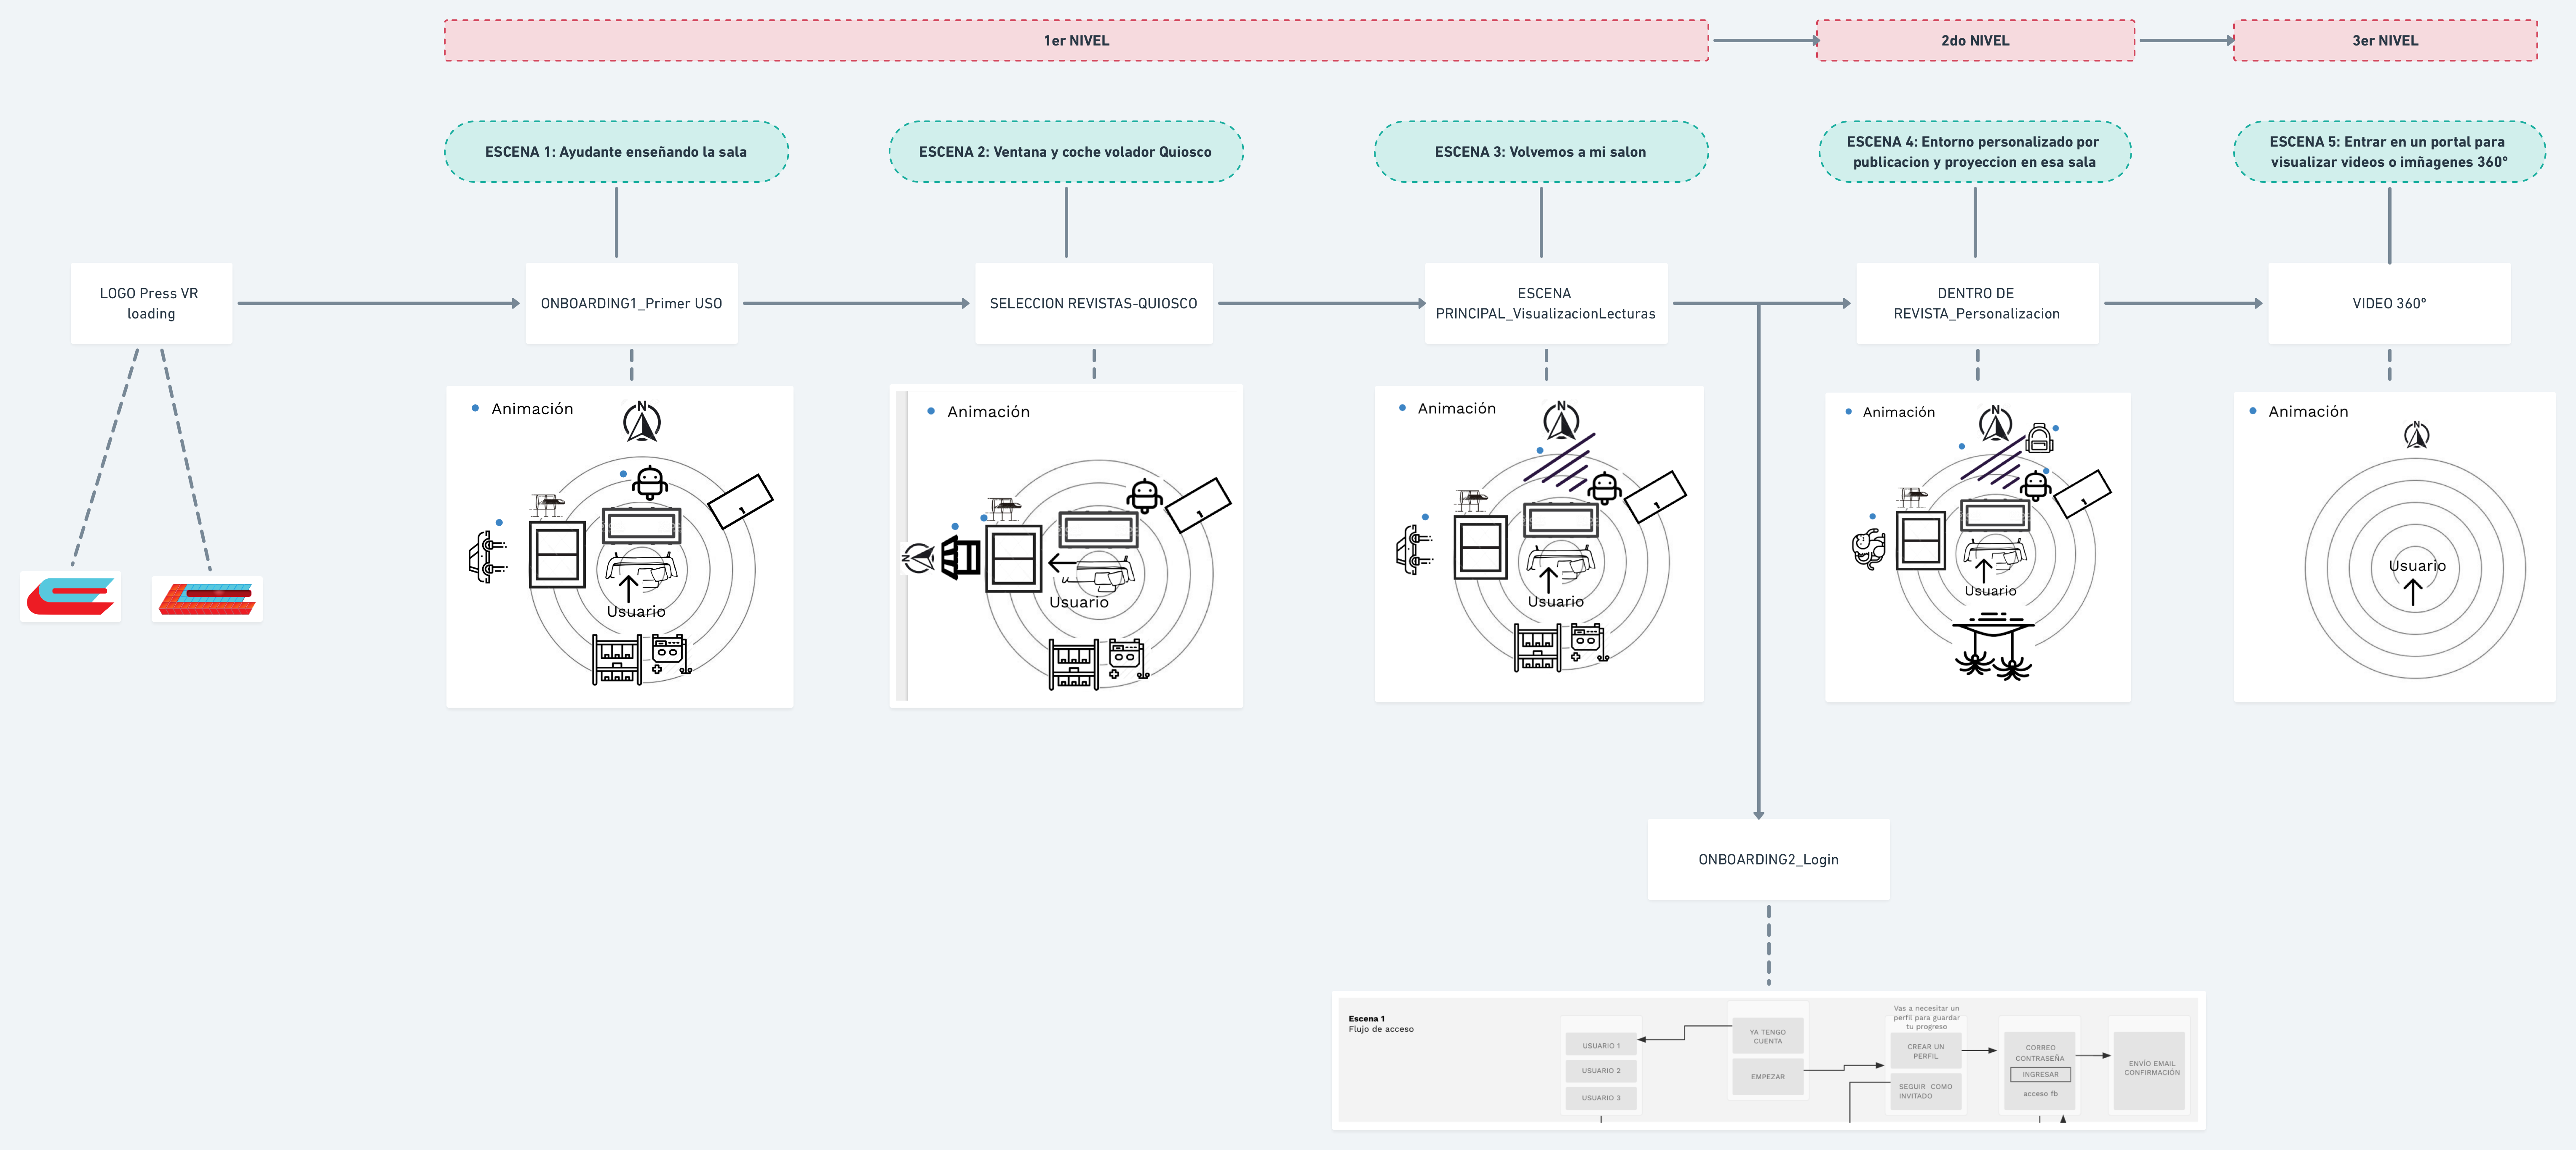 1er NIVEL
2do NIVEL
3er NIVEL
ESCENA 1: Ayudante enseñando la sala
ESCENA 2: Ventana y coche volador Quiosco
ESCENA 3: Volvemos a mi salon
ESCENA 4: Entorno personalizado por
publicacion y proyeccion en esa sala
ESCENA 5: Entrar en un portal para
visualizar videos o imñagenes 360º
LOGO Press VR
loading
ONBOARDING1_Primer USO
SELECCION REVISTAS-QUIOSCO
ESCENA
PRINCIPAL_VisualizacionLecturas
DENTRO DE
REVISTA_Personalizacion
VIDEO 360º
Animación
N
Usuario
Animación
N
Usuario
Animación
N
Usuario
Animación
N
Usuario
Animación
N
Usuario
ONBOARDING2_Login
Escena 1
Flujo de acceso
USUARIO 1
USUARIO 2
USUARIO 3
YA TENGO
CUENTA
EMPEZAR
Vas a necesitar un
perfil para guardar
tu progreso
CREAR UN
PERFIL
SEGUIR COMO
INVITADO
CORREO
CONTRASEÑA
INGRESAR
acceso fb
ENVÍO EMAIL
CONFIRMACIÓN